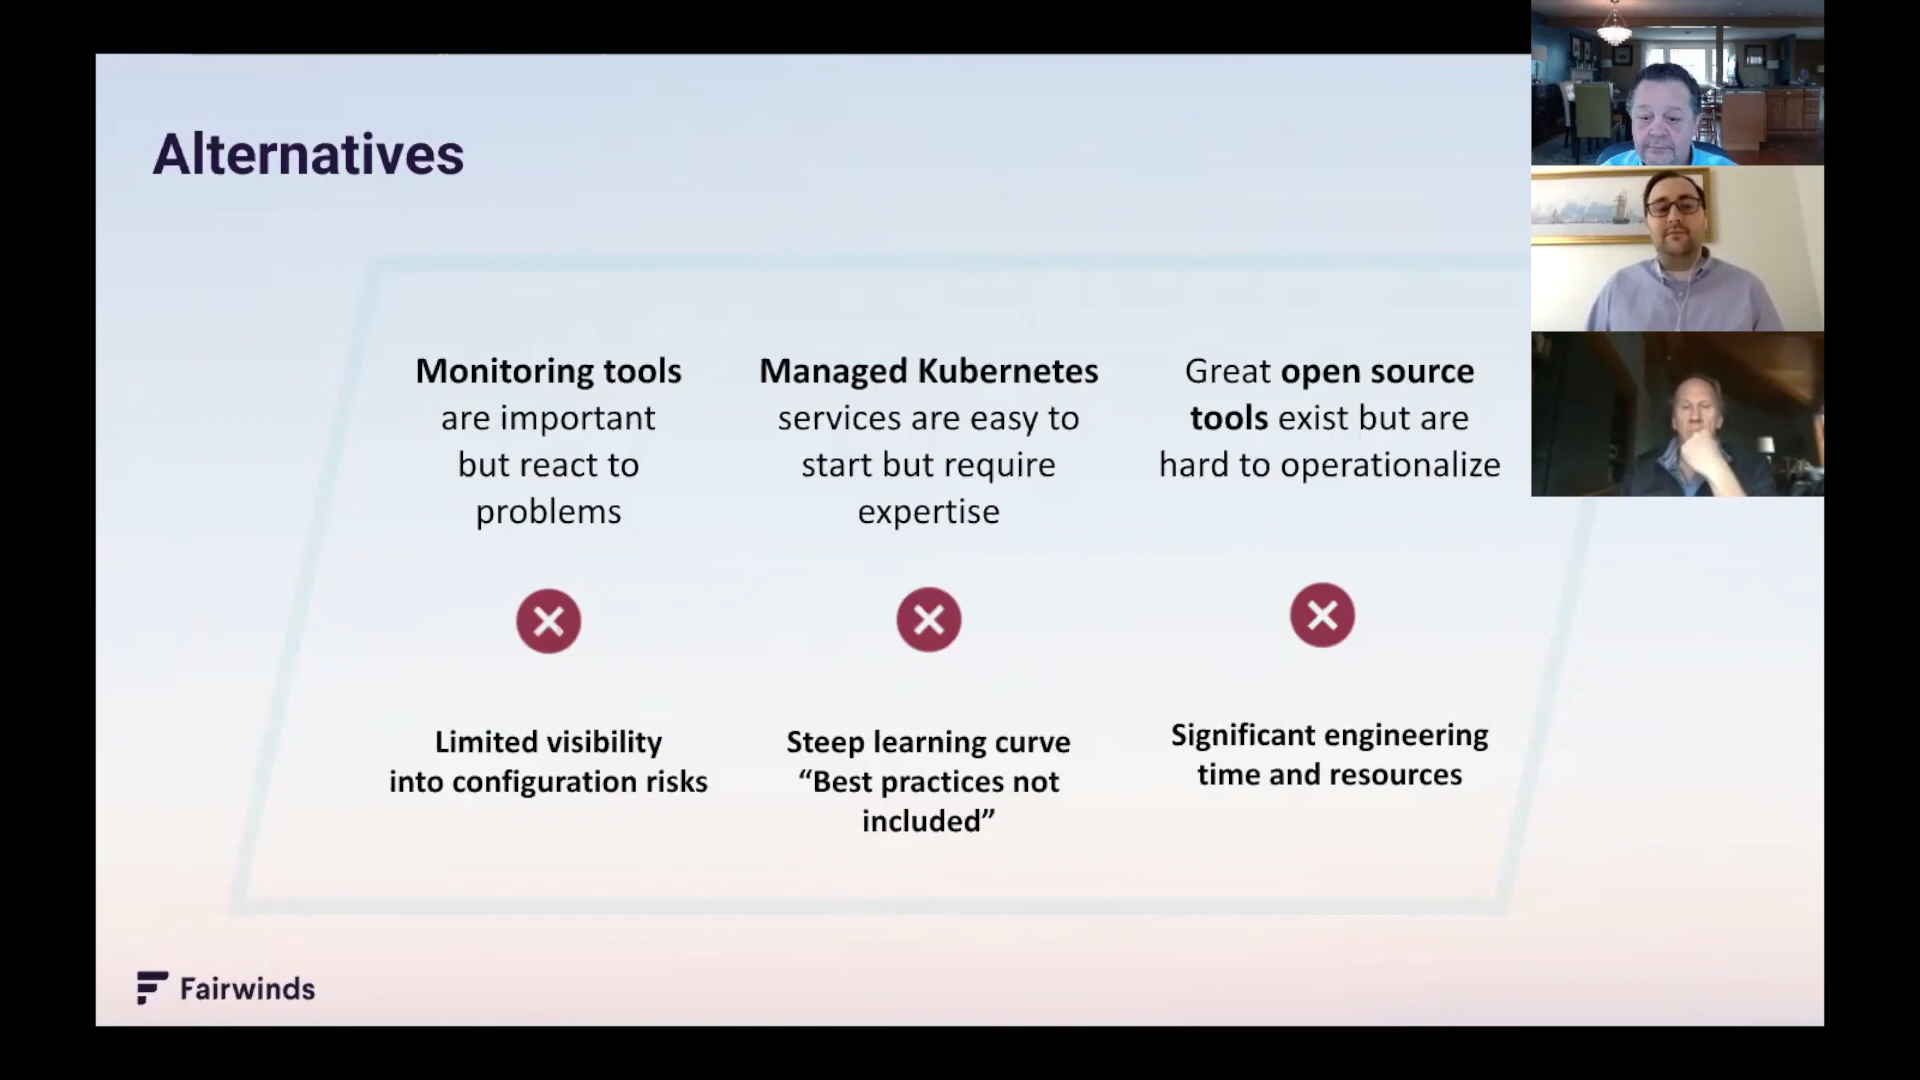 Alternatives
Monitoring tools
are important
but react to
problems
Managed Kubernetes
services are easy to
start but require
expertise
Great open source
tools exist but are
hard to operationalize
Limited visibility
into configuration risks
Steep learning curve
“Best practices not
included”
Significant engineering
time and resources
Fairwinds